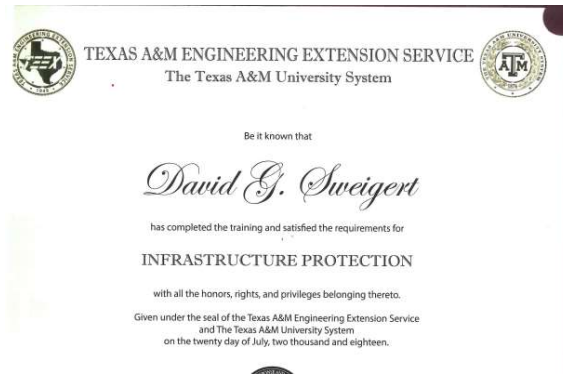 TEXAS A&M ENGINEERING EXTENSION SERVICE
The Texas A&M University System
Be it known that
David G. Sweigert
has completed the training and satisfied the requirements for
INFRASTRUCTURE PROTECTION
with all the honors, rights, and privileges belonging thereto.
Given under the seal of the Texas A&M Engineering Extension Service
and The Texas A&M University System
on the twenty day of July, two thousand and eighteen.